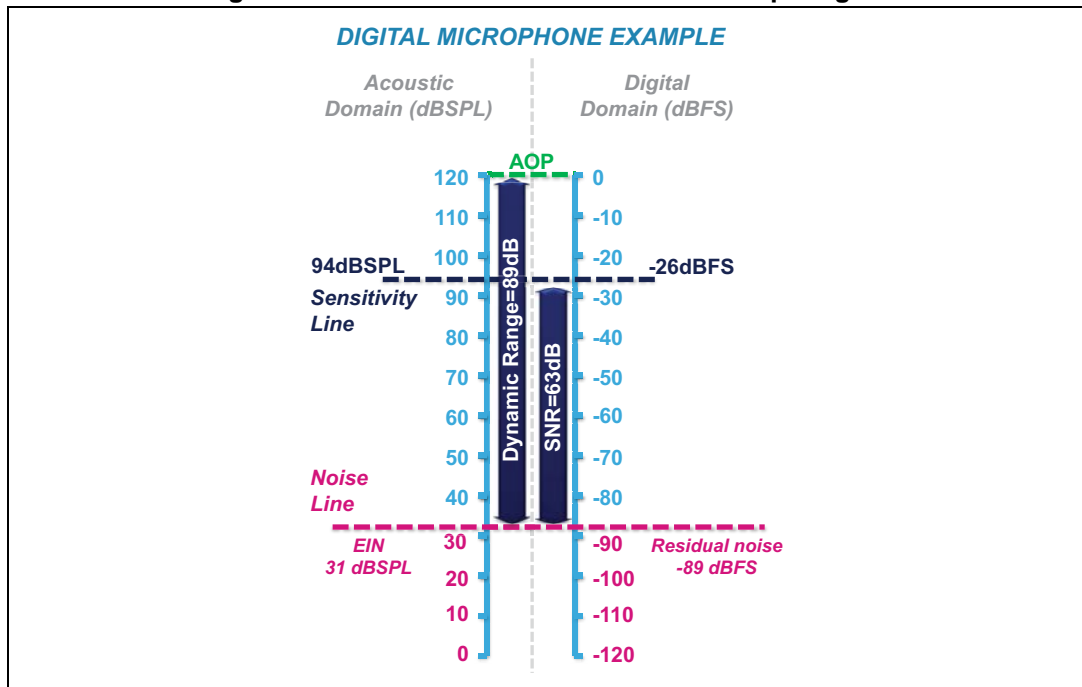 DIGITAL MICROPHONE EXAMPLE
Acoustic
Domain (dBSPL)
Digital
Domain (dBFS)
AOP
120
0
110
-10
100
-20
94dBSPL
-26dBFS
Sensitivity
Line
90
-30
80
-40
70
-50
60
-60
50
-70
Dynamic Range=89dB
SNR=63dB
Noise
Line
40
-80
30
-90
EIN
31 dBSPL
Residual noise
-89 dBFS
20
-100
10
-110
0
-120